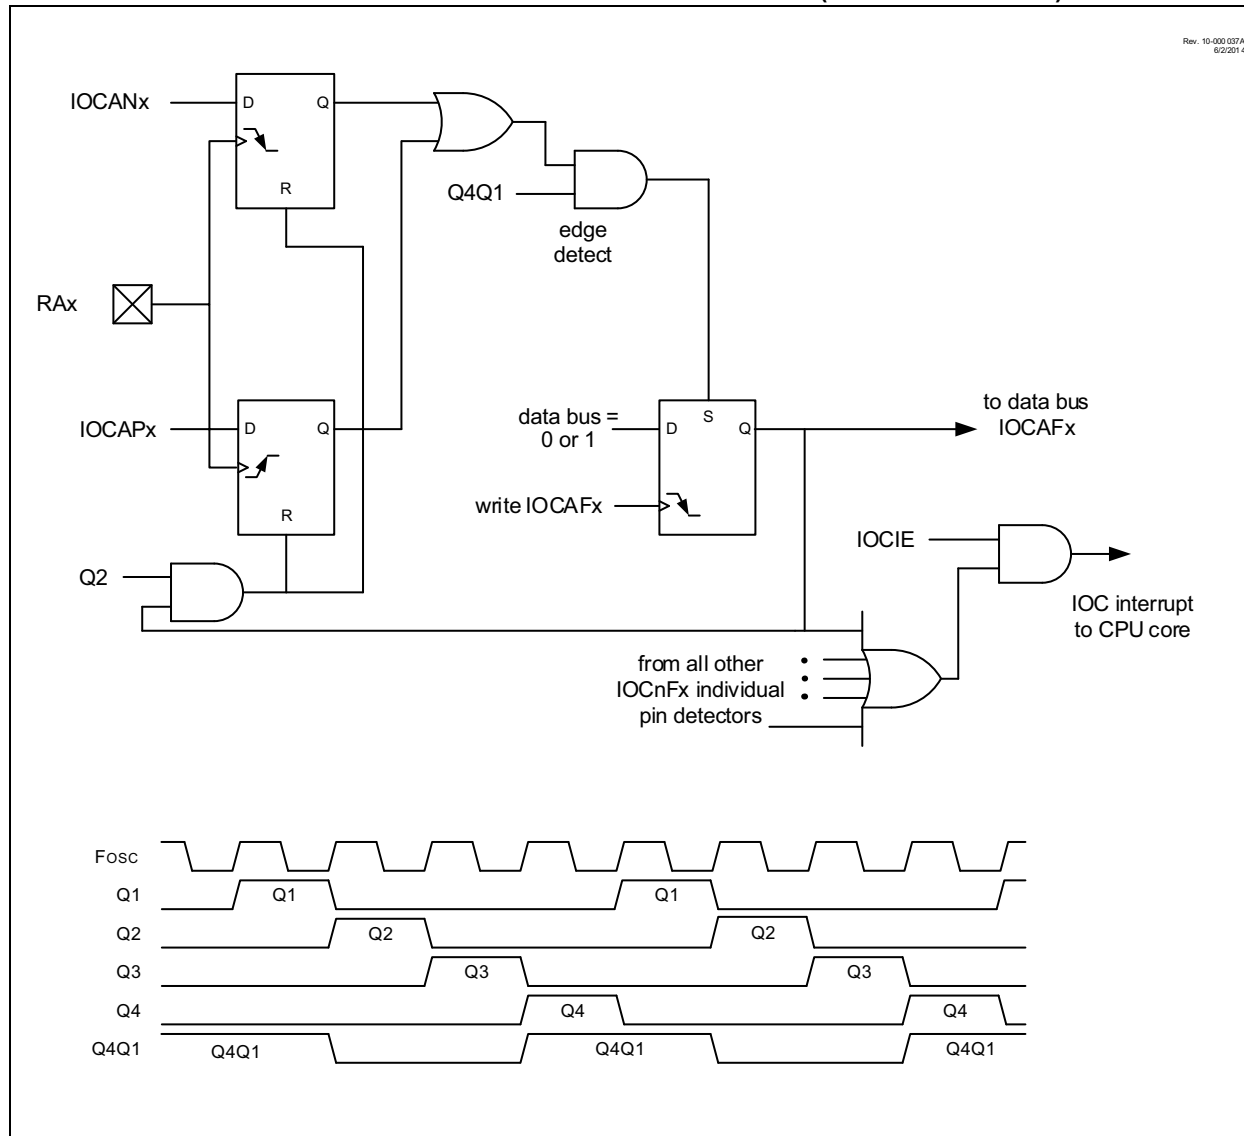 Rev. 10-000 037A
6/2/2014
IOCANx
D
Q
R
Q4Q1
edge
detect
RAx
IOCAPx
D
Q
R
data bus =
0 or 1
D
S
Q
to data bus
IOCAFx
write IOCAFx
IOCIE
Q2
IOC interrupt
to CPU core
from all other
IOCnFx individual
pin detectors
FOSC
Q1
Q1
Q1
Q2
Q2
Q2
Q3
Q3
Q3
Q4
Q4
Q4
Q4Q1
Q4Q1
Q4Q1
Q4Q1